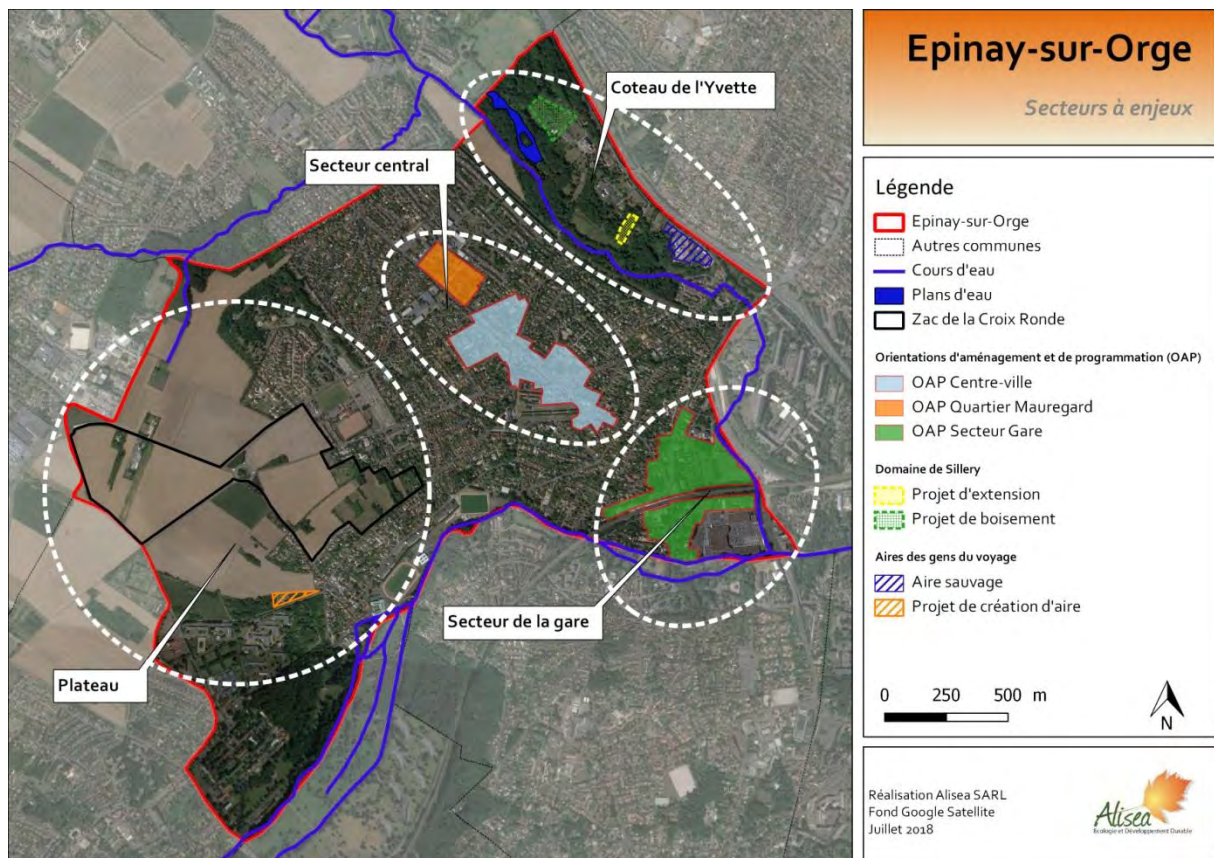 Coteau de l'Yvette
Secteur central
Secteur de la gare
Plateau
Epinay-sur-Orge
Secteurs à enjeux
Légende
Epinay-sur-Orge
Autres communes
Cours d'eau
Plans d'eau
Zac de la Croix Ronde
Orientations d'aménagement et de programmation (OAP)
OAP Centre-ville
OAP Quartier Mauregard
OAP Secteur Gare
Domaine de Sillery
Projet d'extension
Projet de boisement
Aires des gens du voyage
Aire sauvage
Projet de création d'aire
0 250 500 m
N
Réalisation Alisea SARL
Fond Google Satellite
Juillet 2018
Alisea
Ecologie et Développement Durable